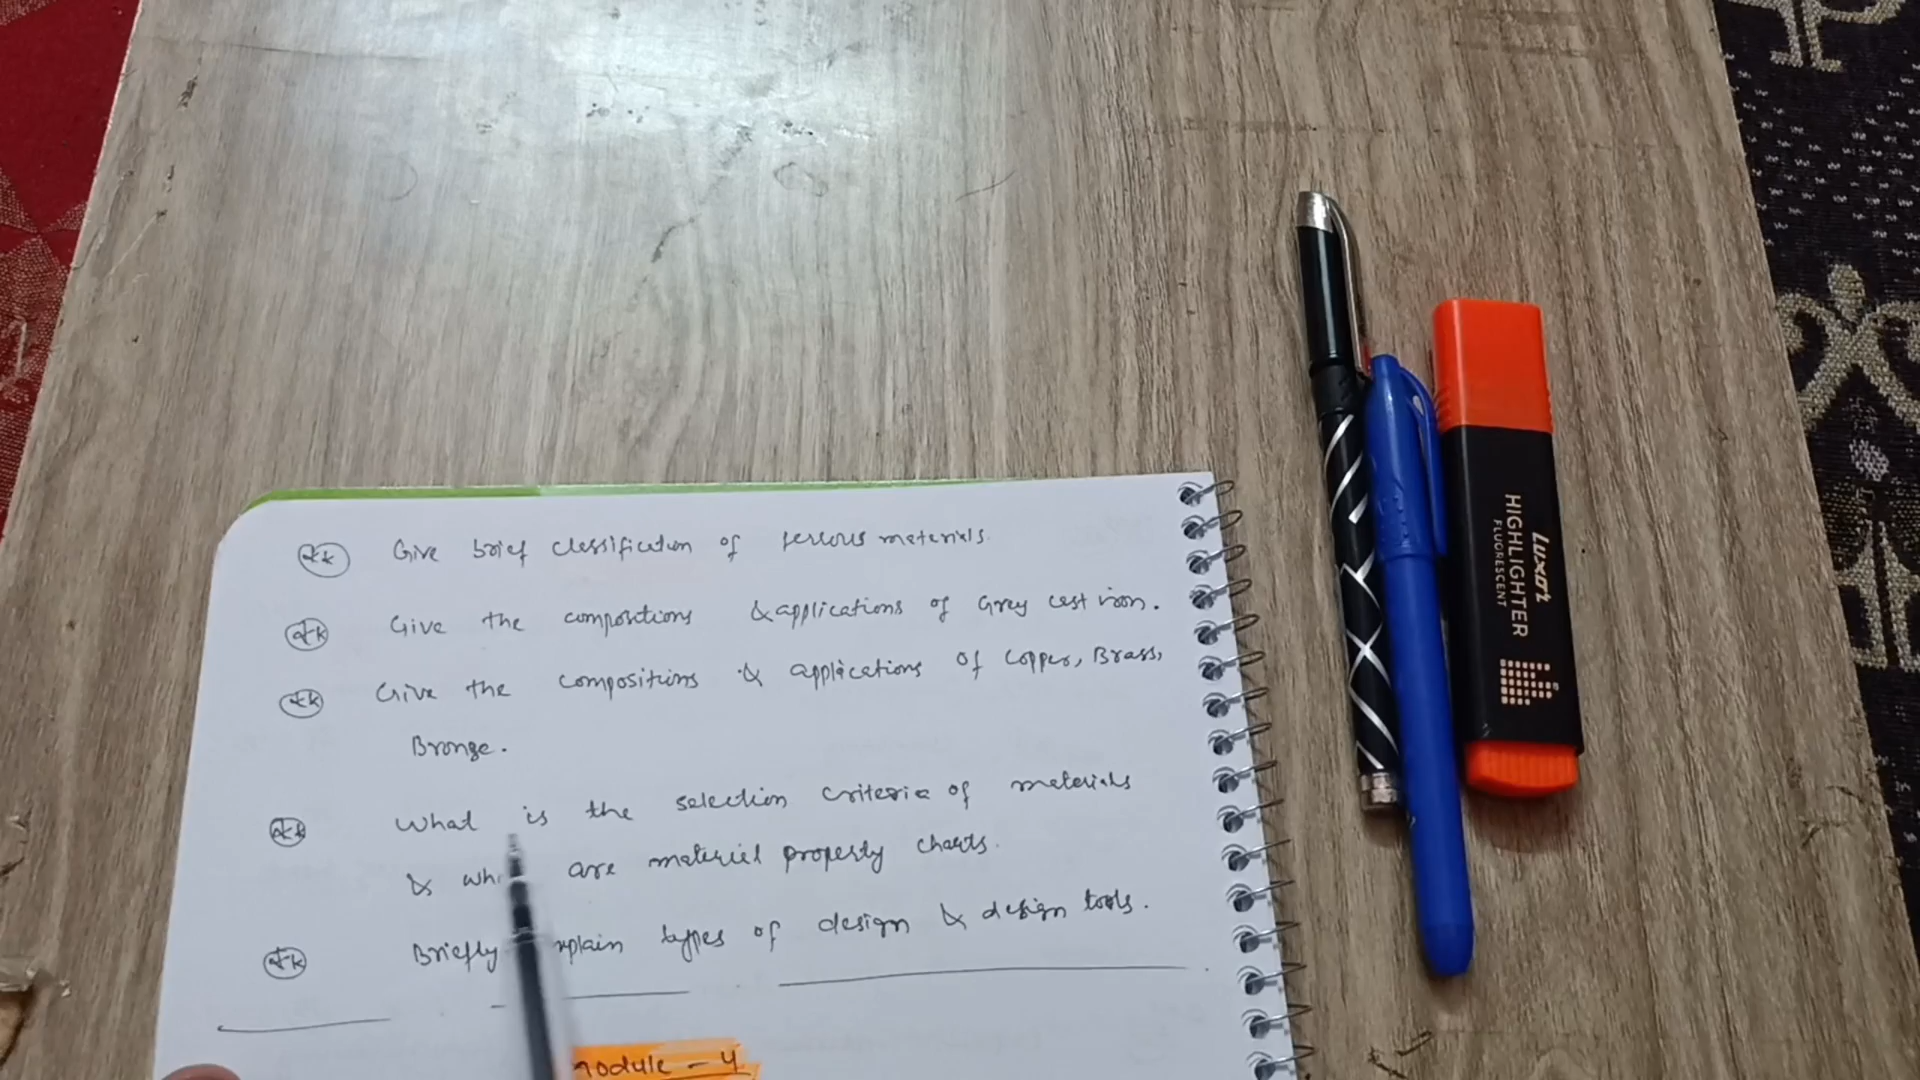 Give brief classification of ferrous materials.
Give the compositions & applications of Grey cast iron.
Give the compositions & applications of Copper, Brass,
Bronze.
What is the selection criteria of materials
& are material property charts.
Briefly types of design & design tools.
module - 4
Luxor
HIGHLIGHTER
FLUORESCENT